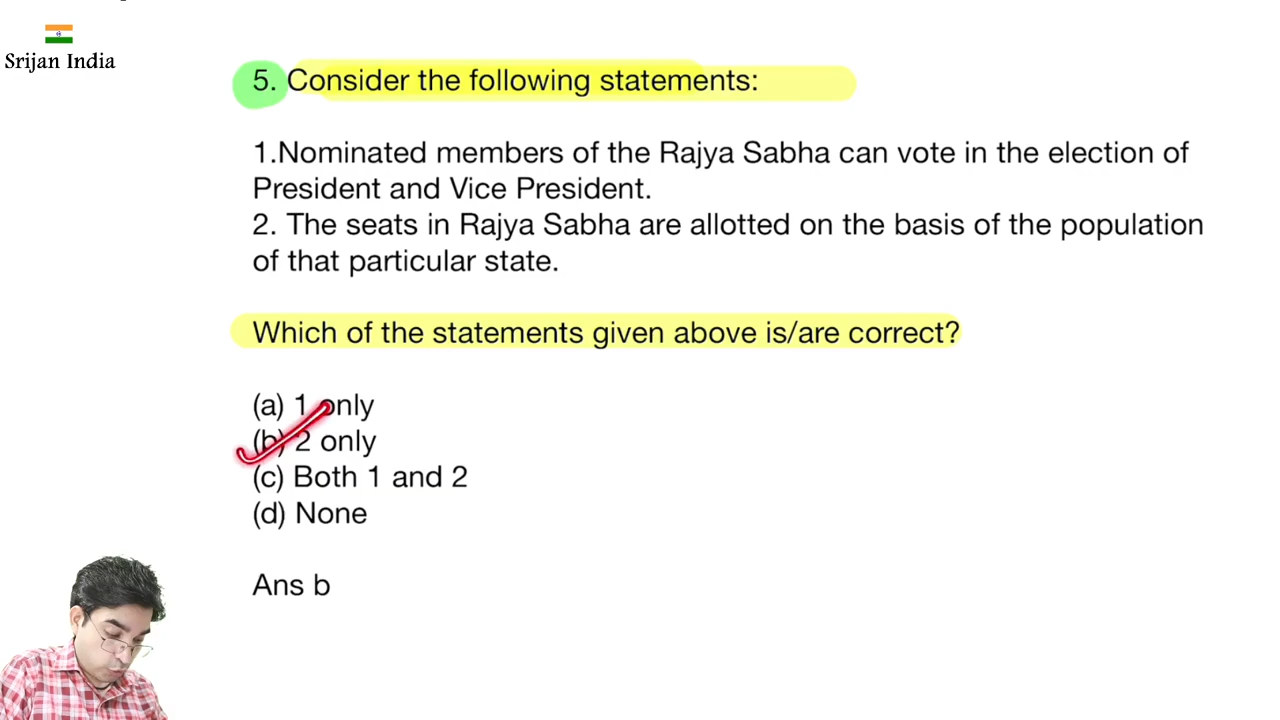 Srijan India
5. Consider the following statements:
1.Nominated members of the Rajya Sabha can vote in the election of
President and Vice President.
2. The seats in Rajya Sabha are allotted on the basis of the population
of that particular state.
Which of the statements given above is/are correct?
(a) 1 only
(b) 2 only
(c) Both 1 and 2
(d) None
Ans b